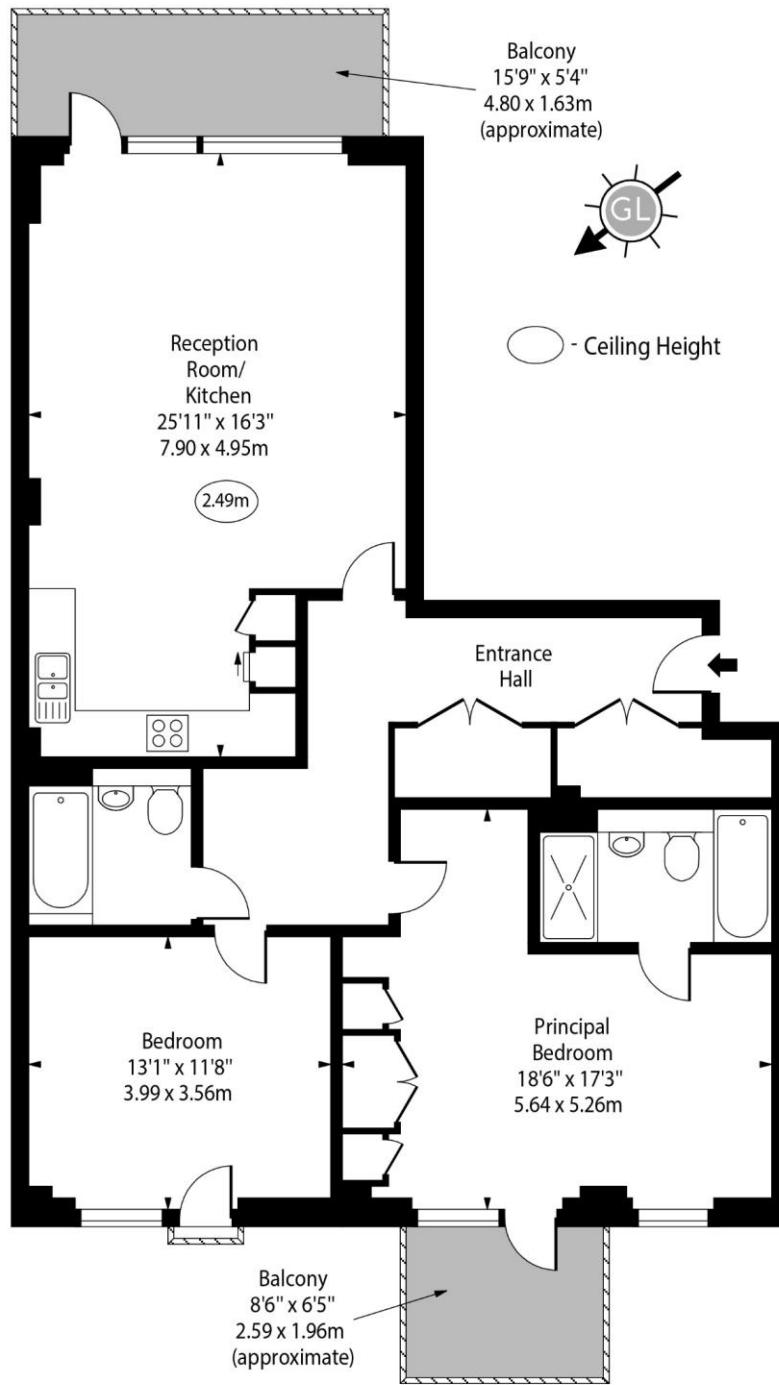 Balcony
15'9" x 5'4"
4.80 x 1.63m
(approximate)
GL
- Ceiling Height
Reception
Room/
Kitchen
25'11" x 16'3"
7.90 x 4.95m
2.49m
Entrance
Hall
Bedroom
13'1" x 11'8"
3.99 x 3.56m
Principal
Bedroom
18'6" x 17'3"
5.64 x 5.26m
Balcony
8'6" x 6'5"
2.59 x 1.96m
(approximate)